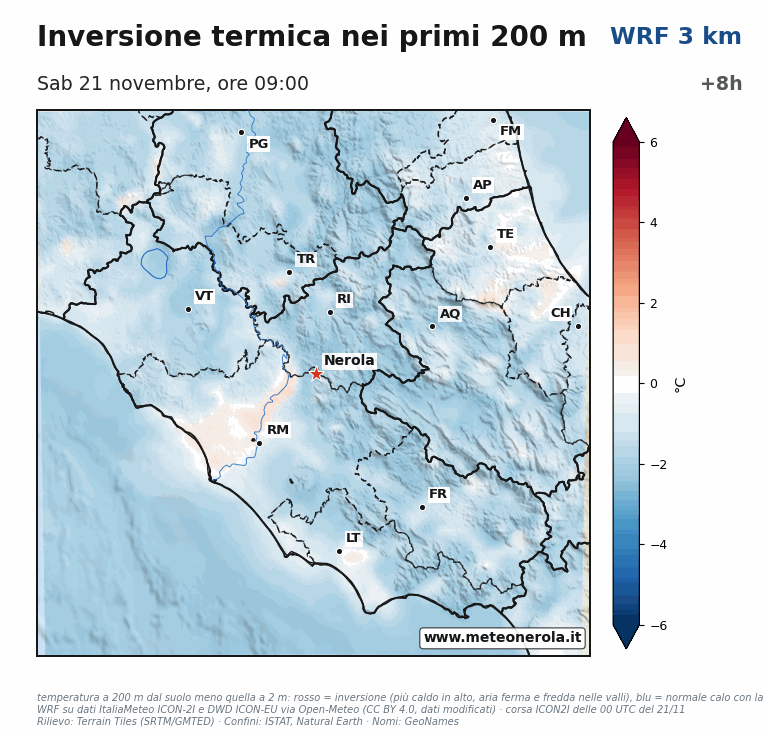 Inversione termica nei primi 200 m WRF 3 km
Sab 21 novembre, ore 09:00 +8h
FM
PG
AP
TE
TR
VT
RI
AQ
CH
Nerola
RM
FR
LT
www.meteonerola.it
6
4
2
0
−2
−4
−6
°C
temperatura a 200 m dal suolo meno quella a 2 m: rosso = inversione (più caldo in alto, aria ferma e fredda nelle valli), blu = normale calo con la
WRF su dati ItaliaMeteo ICON-2I e DWD ICON-EU via Open-Meteo (CC BY 4.0, dati modificati) · corsa ICON2I delle 00 UTC del 21/11
Rilievo: Terrain Tiles (SRTM/GMTED) · Confini: ISTAT, Natural Earth · Nomi: GeoNames